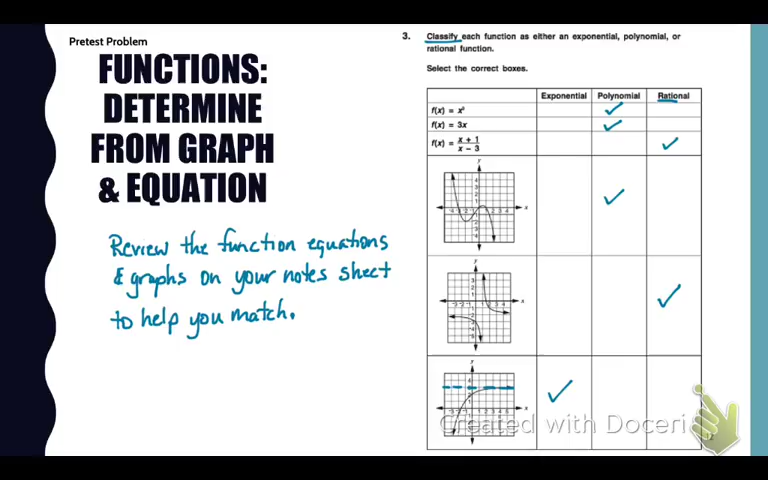 Pretest Problem
FUNCTIONS:
DETERMINE
FROM GRAPH
& EQUATION
Review the function equations
& graphs on your notes sheet
to help you match.
3. Classify each function as either an exponential, polynomial, or
rational function.
Select the correct boxes.
Exponential Polynomial Rational
f(x) = 3x
f(x) = x + 1
x - 3
y
x
y
x
y
x
Created with Doceri